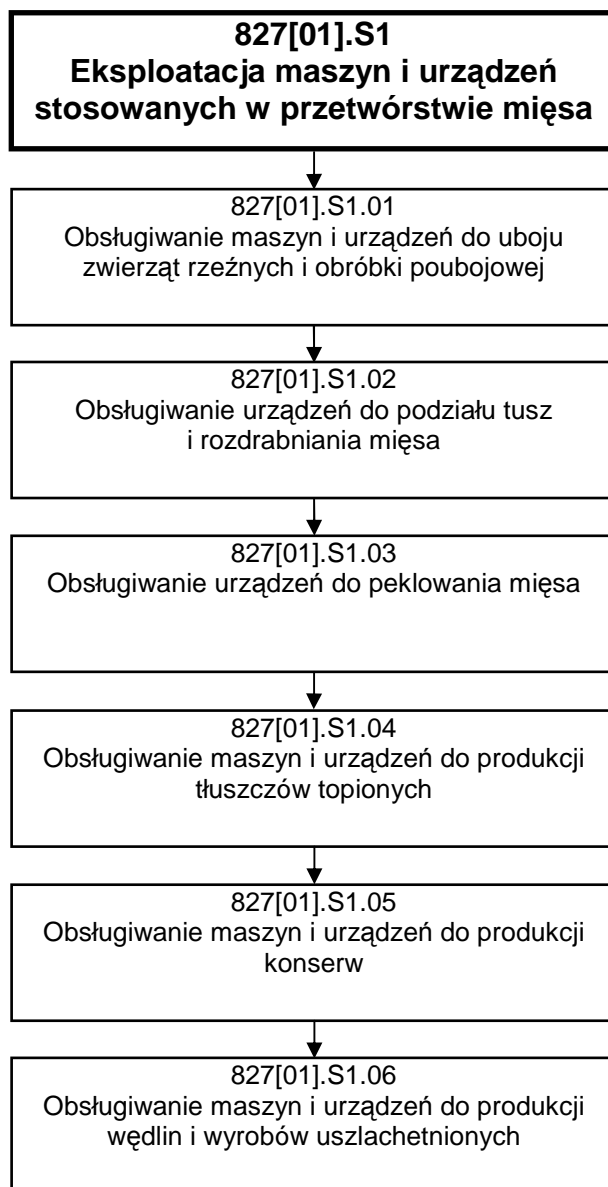 827[01].S1
Eksploatacja maszyn i urządzeń
stosowanych w przetwórstwie mięsa
827[01].S1.01
Obsługiwanie maszyn i urządzeń do uboju
zwierząt rzeźnych i obróbki poubojowej
827[01].S1.02
Obsługiwanie urządzeń do podziału tusz
i rozdrabniania mięsa
827[01].S1.03
Obsługiwanie urządzeń do peklowania mięsa
827[01].S1.04
Obsługiwanie maszyn i urządzeń do produkcji
tłuszczów topionych
827[01].S1.05
Obsługiwanie maszyn i urządzeń do produkcji
konserw
827[01].S1.06
Obsługiwanie maszyn i urządzeń do produkcji
wędlin i wyrobów uszlachetnionych